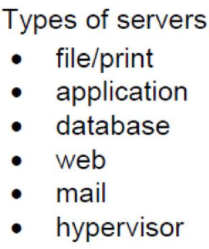 Types of servers
• file/print
• application
• database
• web
• mail
• hypervisor